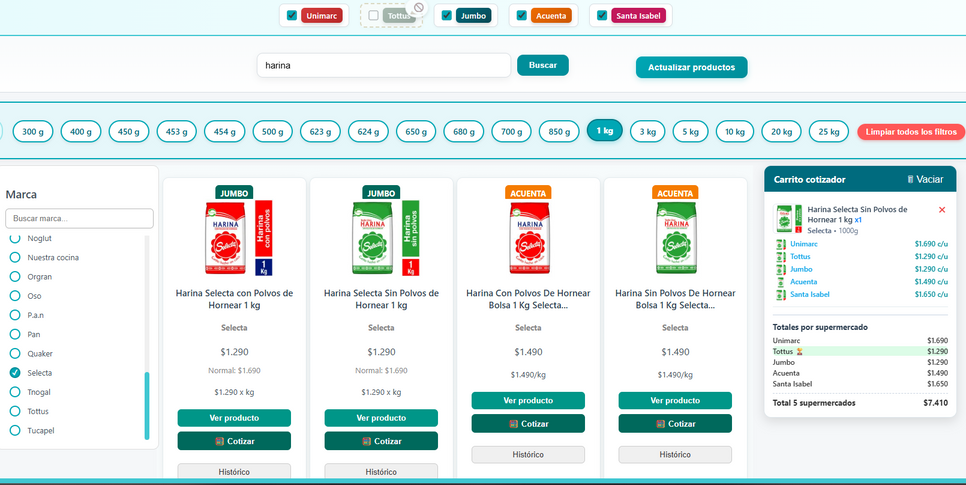 Unimarc
Tottus
Jumbo
Acuenta
Santa Isabel
harina
Buscar
Actualizar productos
300 g
400 g
450 g
453 g
454 g
500 g
623 g
624 g
650 g
680 g
700 g
850 g
1 kg
3 kg
5 kg
10 kg
20 kg
25 kg
Limpiar todos los filtros
Marca
Buscar marca...
Noglut
Nuestra cocina
Orgran
Oso
P.a.n
Pan
Quaker
Selecta
Tnogal
Tottus
Tucapel
JUMBO
HARINA
Selecta
Harina con polvos
1 Kg
Harina Selecta con Polvos de
Hornear 1 kg
Selecta
$1.290
Normal: $1.690
$1.290 x kg
Ver producto
Cotizar
Histórico
JUMBO
HARINA
Selecta
Harina sin polvos
1 Kg
Harina Selecta Sin Polvos de
Hornear 1 kg
Selecta
$1.290
Normal: $1.690
$1.290 x kg
Ver producto
Cotizar
Histórico
ACUENTA
HARINA
Selecta
Harina Con Polvos De Hornear
Bolsa 1 Kg Selecta...
Selecta
$1.490
$1.490/kg
Ver producto
Cotizar
Histórico
ACUENTA
HARINA
Selecta
Harina Sin Polvos De Hornear
Bolsa 1 Kg Selecta...
Selecta
$1.490
$1.490/kg
Ver producto
Cotizar
Histórico
Carrito cotizador
Vaciar
Harina Selecta Sin Polvos de
Hornear 1 kg x1
Selecta • 1000g
Unimarc $1.690 c/u
Tottus $1.290 c/u
Jumbo $1.290 c/u
Acuenta $1.490 c/u
Santa Isabel $1.650 c/u
Totales por supermercado
Unimarc $1.690
Tottus $1.290
Jumbo $1.290
Acuenta $1.490
Santa Isabel $1.650
Total 5 supermercados $7.410